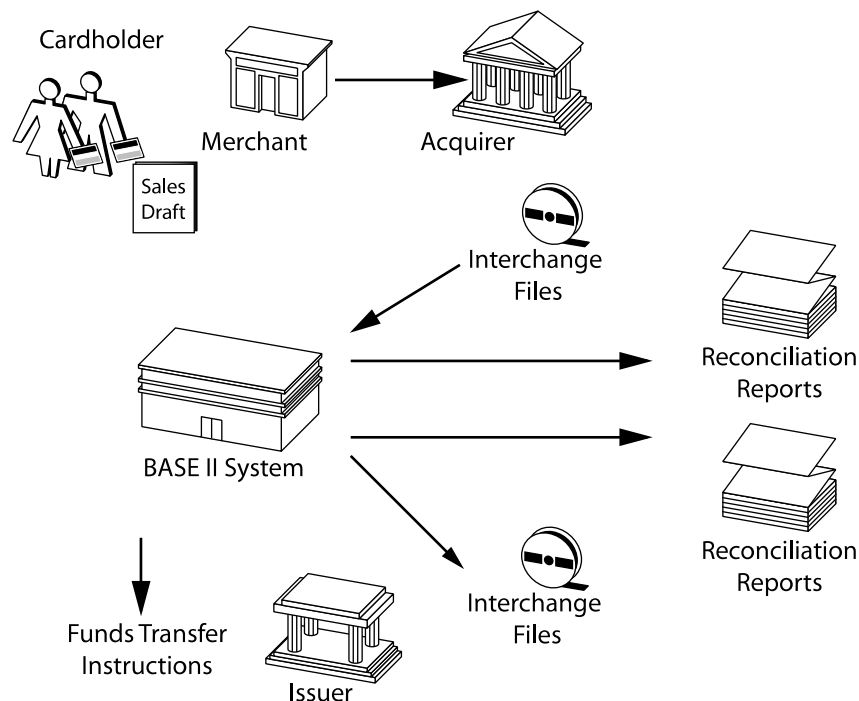 Cardholder
Merchant
Acquirer
Sales
Draft
Interchange
Files
Reconciliation
Reports
BASE II System
Reconciliation
Reports
Interchange
Files
Funds Transfer
Instructions
Issuer